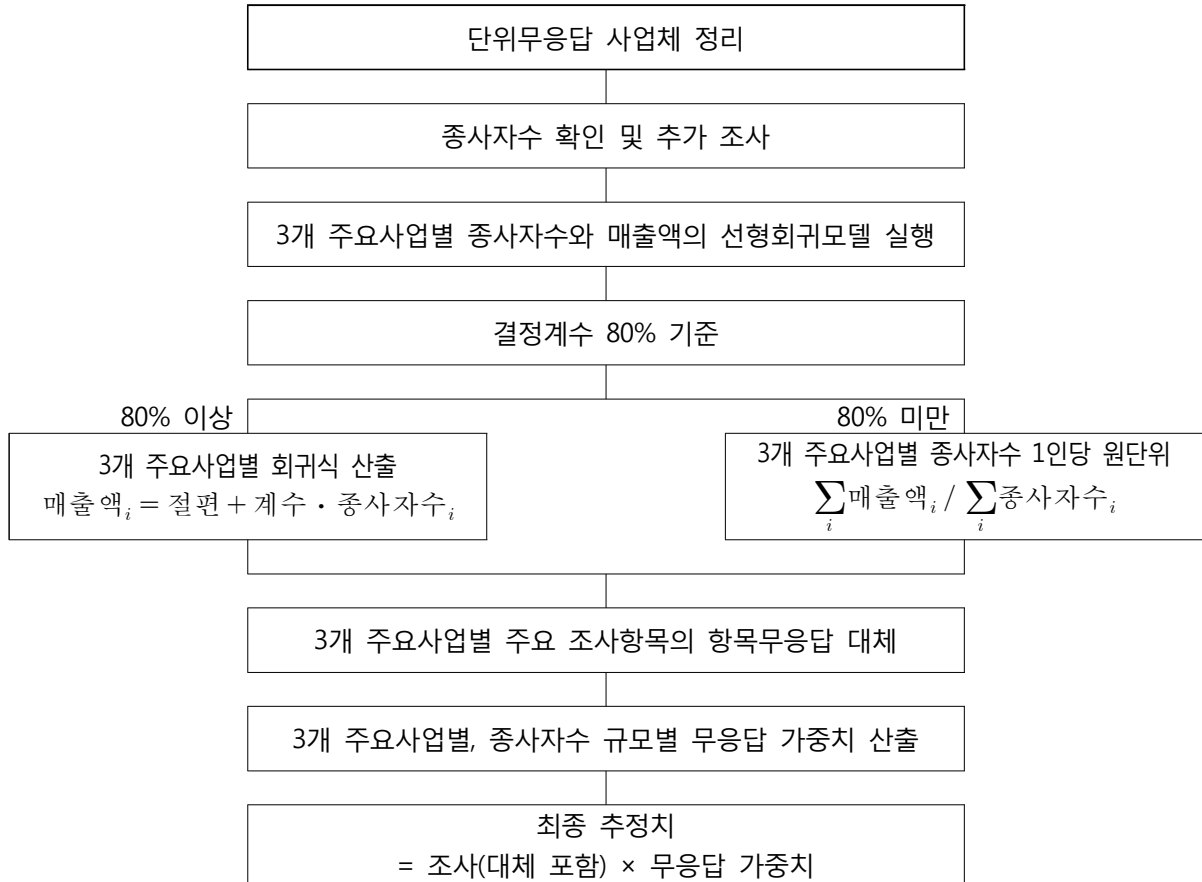 단위무응답 사업체 정리
종사자수 확인 및 추가 조사
3개 주요사업별 종사자수와 매출액의 선형회귀모델 실행
결정계수 80% 기준
80% 이상
3개 주요사업별 회귀식 산출
매출액i = 절편 + 계수 · 종사자수i
80% 미만
3개 주요사업별 종사자수 1인당 원단위
∑i매출액i / ∑i종사자수i
3개 주요사업별 주요 조사항목의 항목무응답 대체
3개 주요사업별, 종사자수 규모별 무응답 가중치 산출
최종 추정치
= 조사(대체 포함) × 무응답 가중치